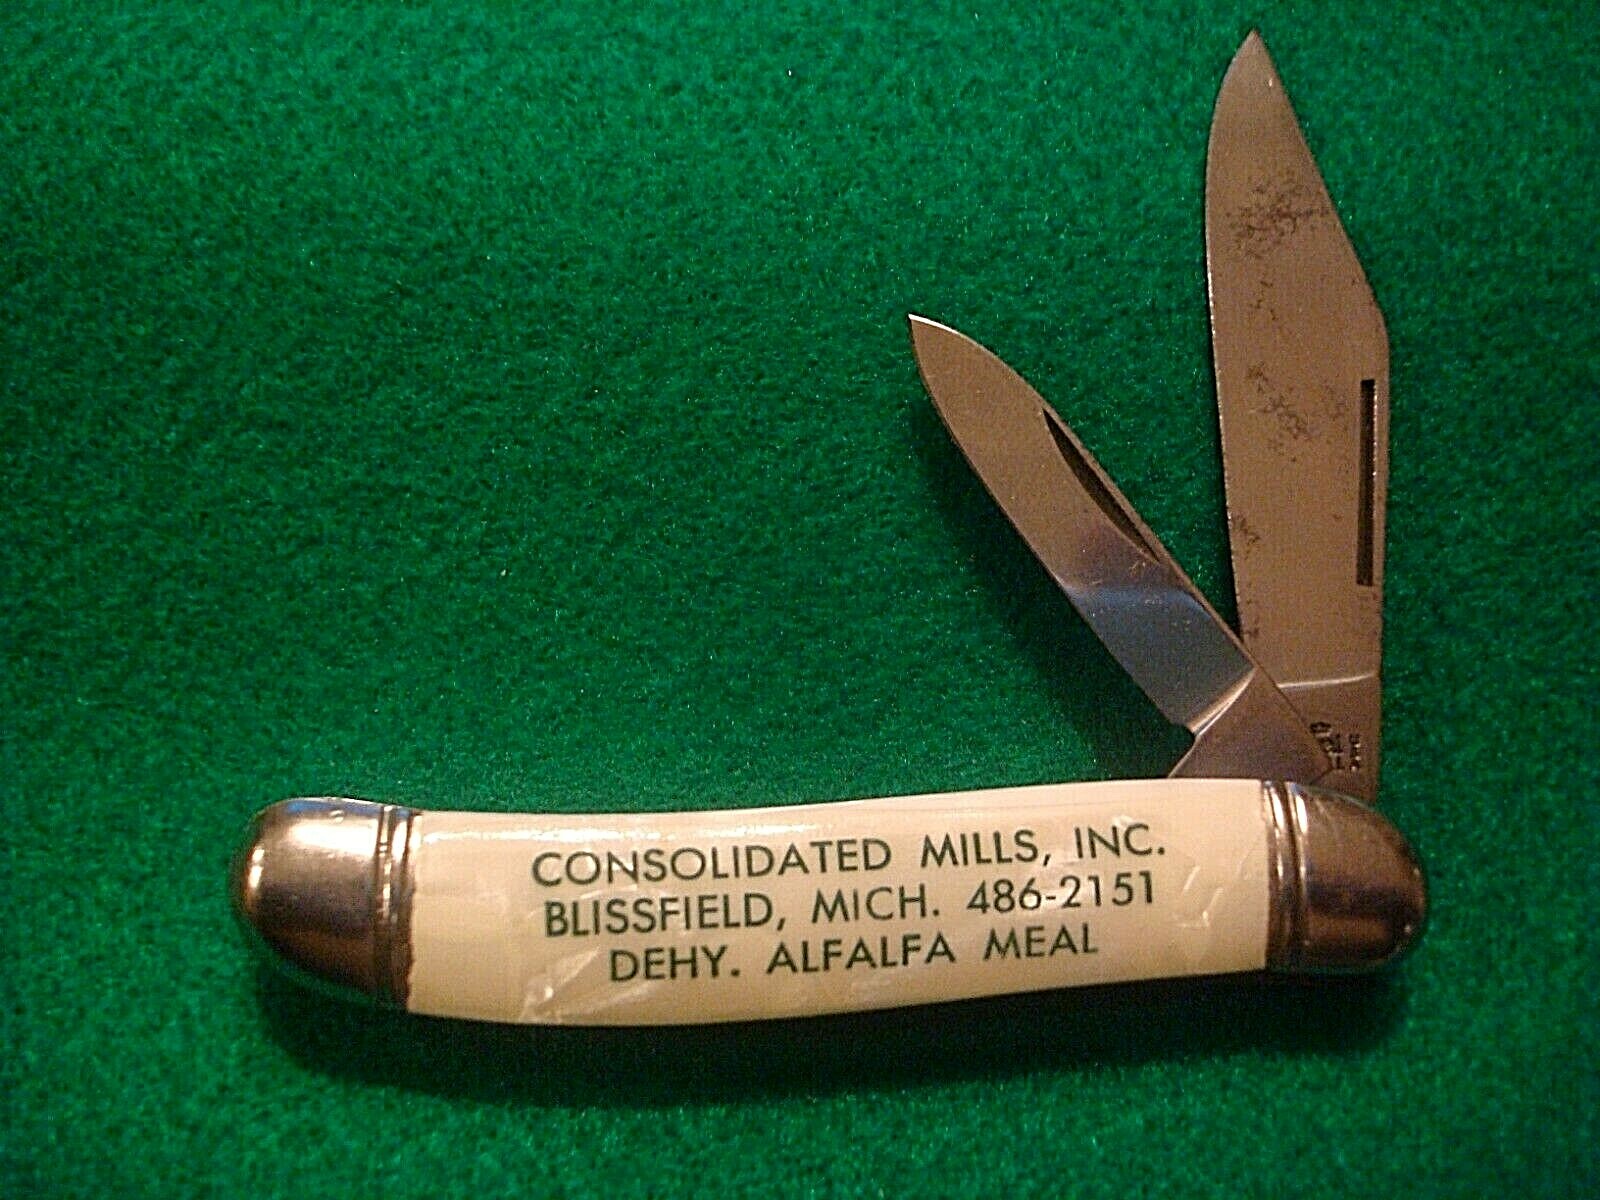 CONSOLIDATED MILLS, INC.
BLISSFIELD, MICH. 486-2151
DEHY. ALFALFA MEAL